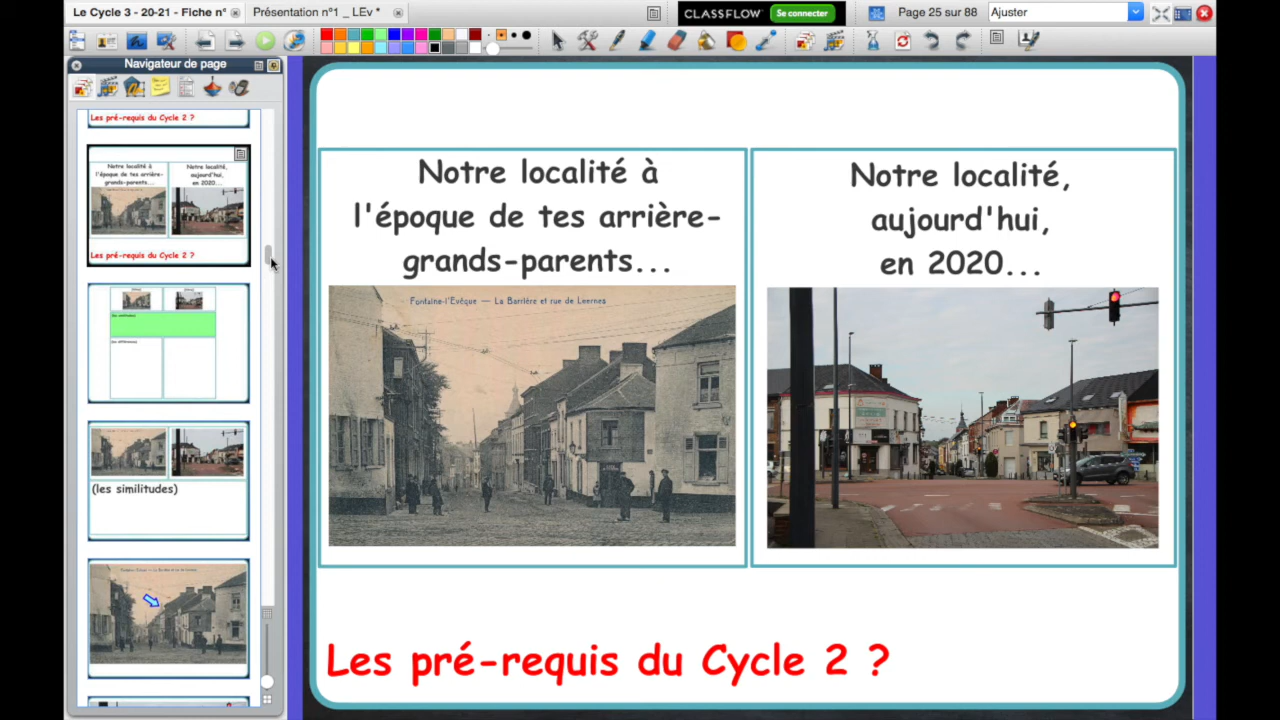 Le Cycle 3 - 20-21 - Fiche n°
Présentation n°1 _ LEv *
CLASSFLOW
Se connecter
Page 25 sur 88
Ajuster
Navigateur de page
Les pré-requis du Cycle 2 ?
Notre localité à
l'époque de tes arrière-
grands-parents...
Notre localité,
aujourd'hui,
en 2020...
Les pré-requis du Cycle 2 ?
(les similitudes)
Notre localité à
l'époque de tes arrière-
grands-parents...
Fontaine-l'Evêque — La Barrière et rue de Leernes
Notre localité,
aujourd'hui,
en 2020...
Les pré-requis du Cycle 2 ?